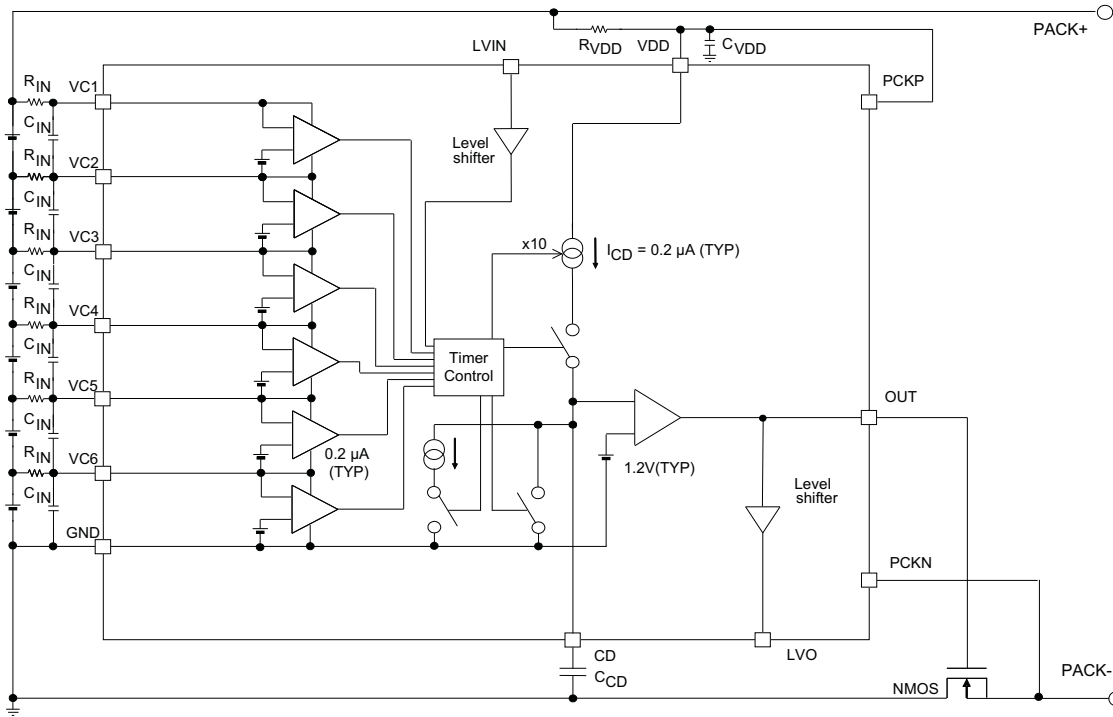 PACK+
RVDD
VDD
CVDD
LVIN
PCKP
RIN
VC1
CIN
Level
shifter
RIN
VC2
CIN
RIN
VC3
x10
ICD = 0.2 µA (TYP)
CIN
RIN
VC4
CIN
Timer
Control
RIN
VC5
OUT
CIN
0.2 µA
(TYP)
1.2V(TYP)
RIN
VC6
CIN
Level
shifter
GND
PCKN
CD
LVO
CCD
NMOS
PACK-